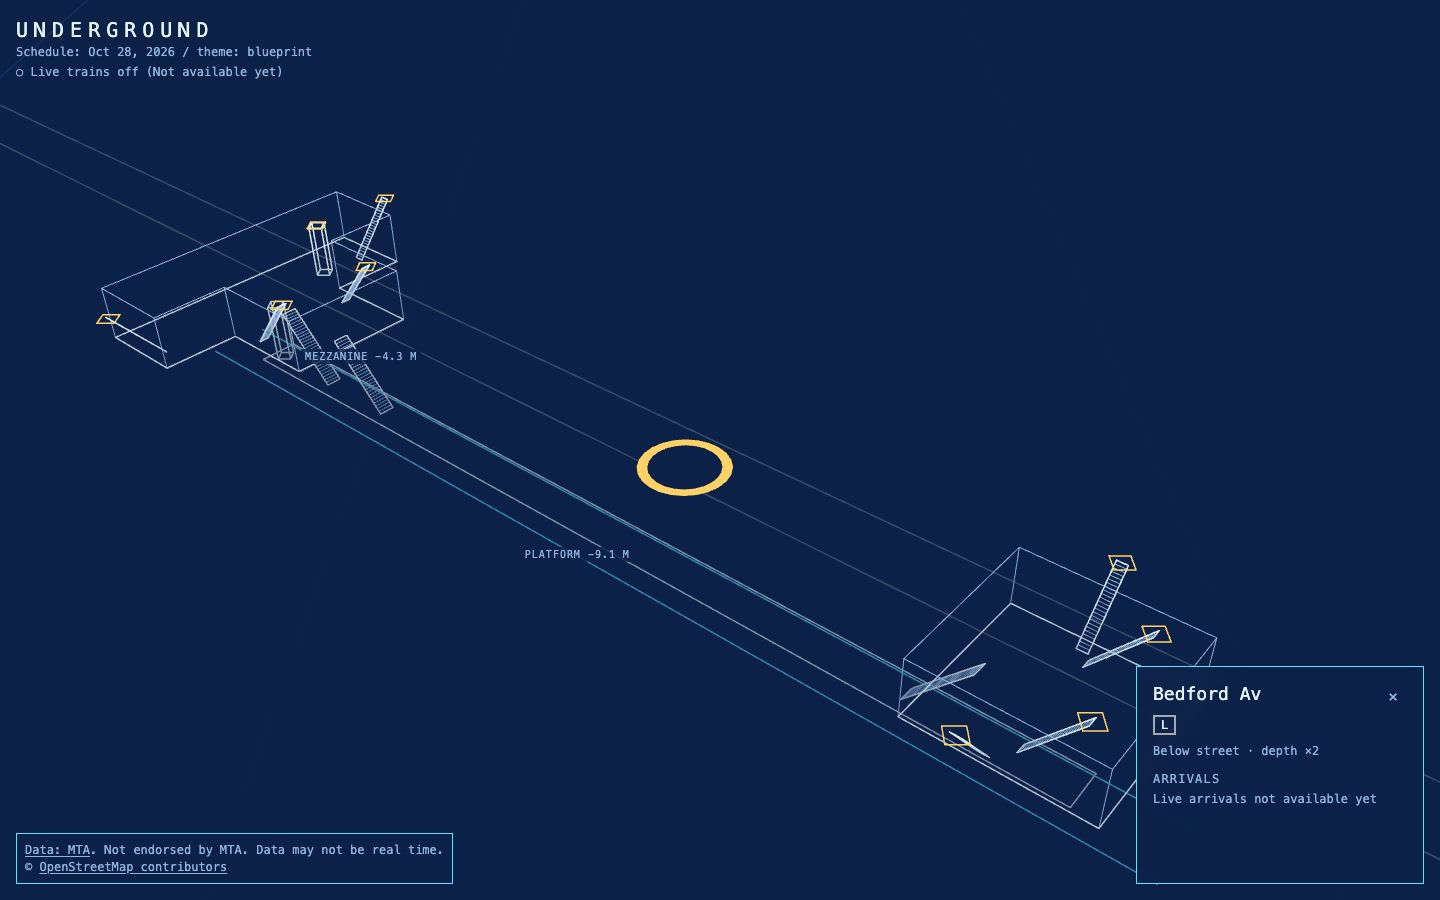 UNDERGROUND
Schedule: Oct 28, 2026 / theme: blueprint
○ Live trains off (Not available yet)
MEZZANINE −4.3 M
PLATFORM −9.1 M
Bedford Av ×
L
Below street · depth ×2
ARRIVALS
Live arrivals not available yet
Data: MTA. Not endorsed by MTA. Data may not be real time.
© OpenStreetMap contributors